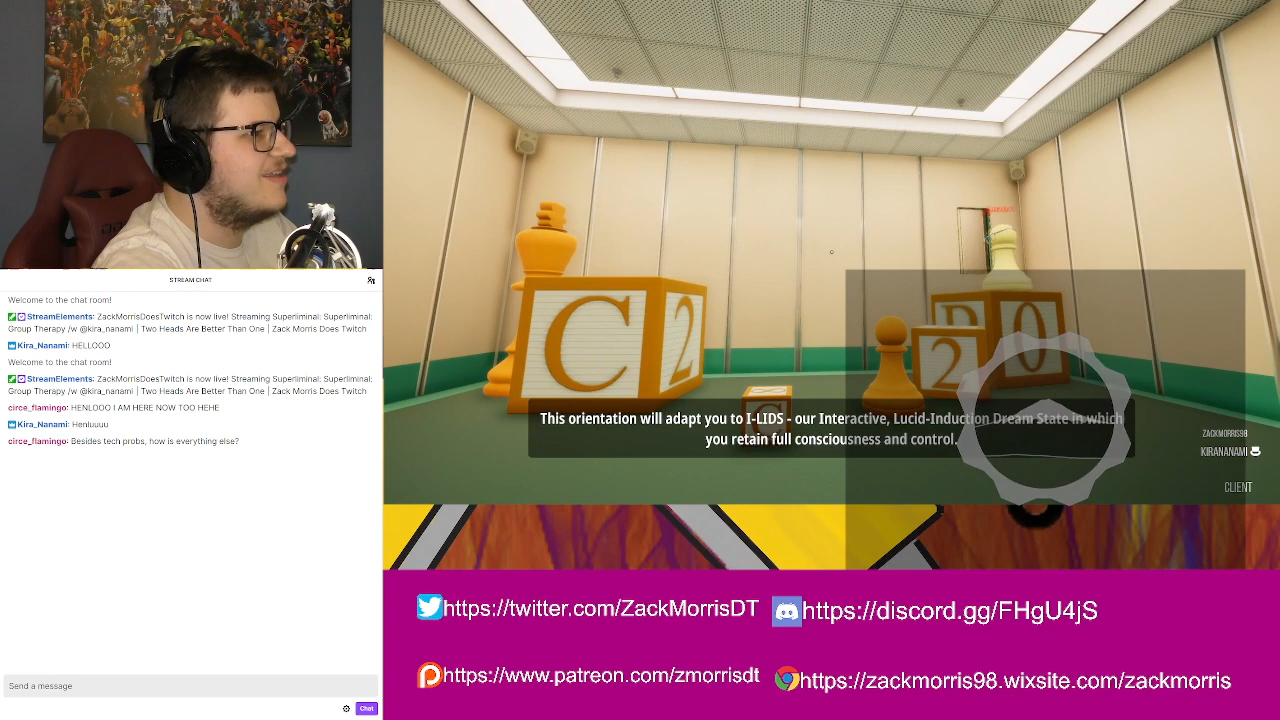 STREAM CHAT
Welcome to the chat room!
StreamElements: ZackMorrisDoesTwitch is now live! Streaming Superliminal: Superliminal:
Group Therapy /w @kira_nanami | Two Heads Are Better Than One | Zack Morris Does Twitch
Kira_Nanami: HELLOOO
Welcome to the chat room!
StreamElements: ZackMorrisDoesTwitch is now live! Streaming Superliminal: Superliminal:
Group Therapy /w @kira_nanami | Two Heads Are Better Than One | Zack Morris Does Twitch
circe_flamingo: HENLOOO I AM HERE NOW TOO HEHE
Kira_Nanami: Henluuuu
circe_flamingo: Besides tech probs, how is everything else?
Send a message
Chat
C
2
2
0
C
This orientation will adapt you to I-LIDS - our Interactive, Lucid-Induction Dream State in which
you retain full consciousness and control.
ZACKMORRIS98
KIRANANAMI
CLIENT
https://twitter.com/ZackMorrisDT
https://discord.gg/FHgU4jS
https://www.patreon.com/zmorrisdt
https://zackmorris98.wixsite.com/zackmorris